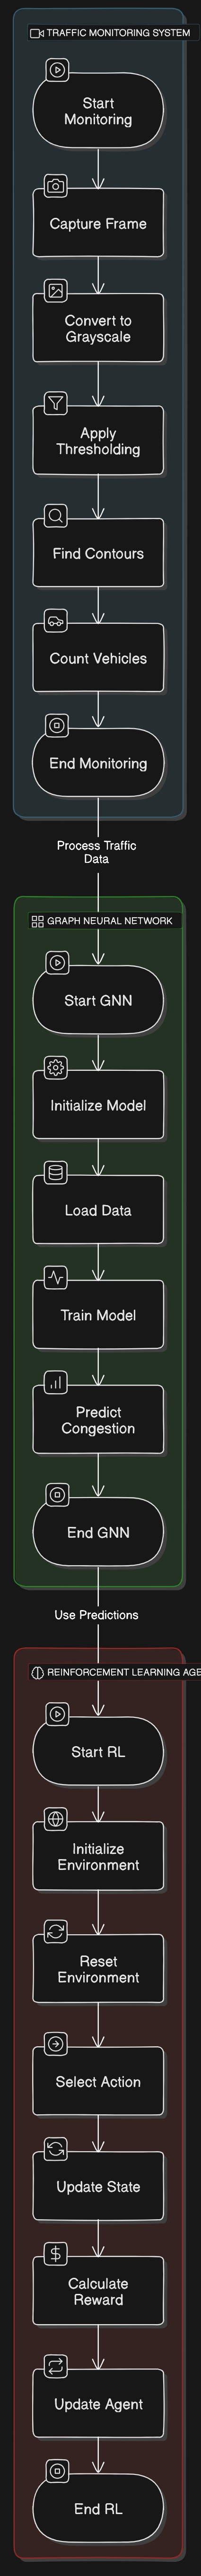 TRAFFIC MONITORING SYSTEM
Start
Monitoring
Capture Frame
Convert to
Grayscale
Apply
Thresholding
Find Contours
Count Vehicles
End Monitoring
Process Traffic
Data
GRAPH NEURAL NETWORK
Start GNN
Initialize Model
Load Data
Train Model
Predict
Congestion
End GNN
Use Predictions
REINFORCEMENT LEARNING AGE
Start RL
Initialize
Environment
Reset
Environment
Select Action
Update State
Calculate
Reward
Update Agent
End RL